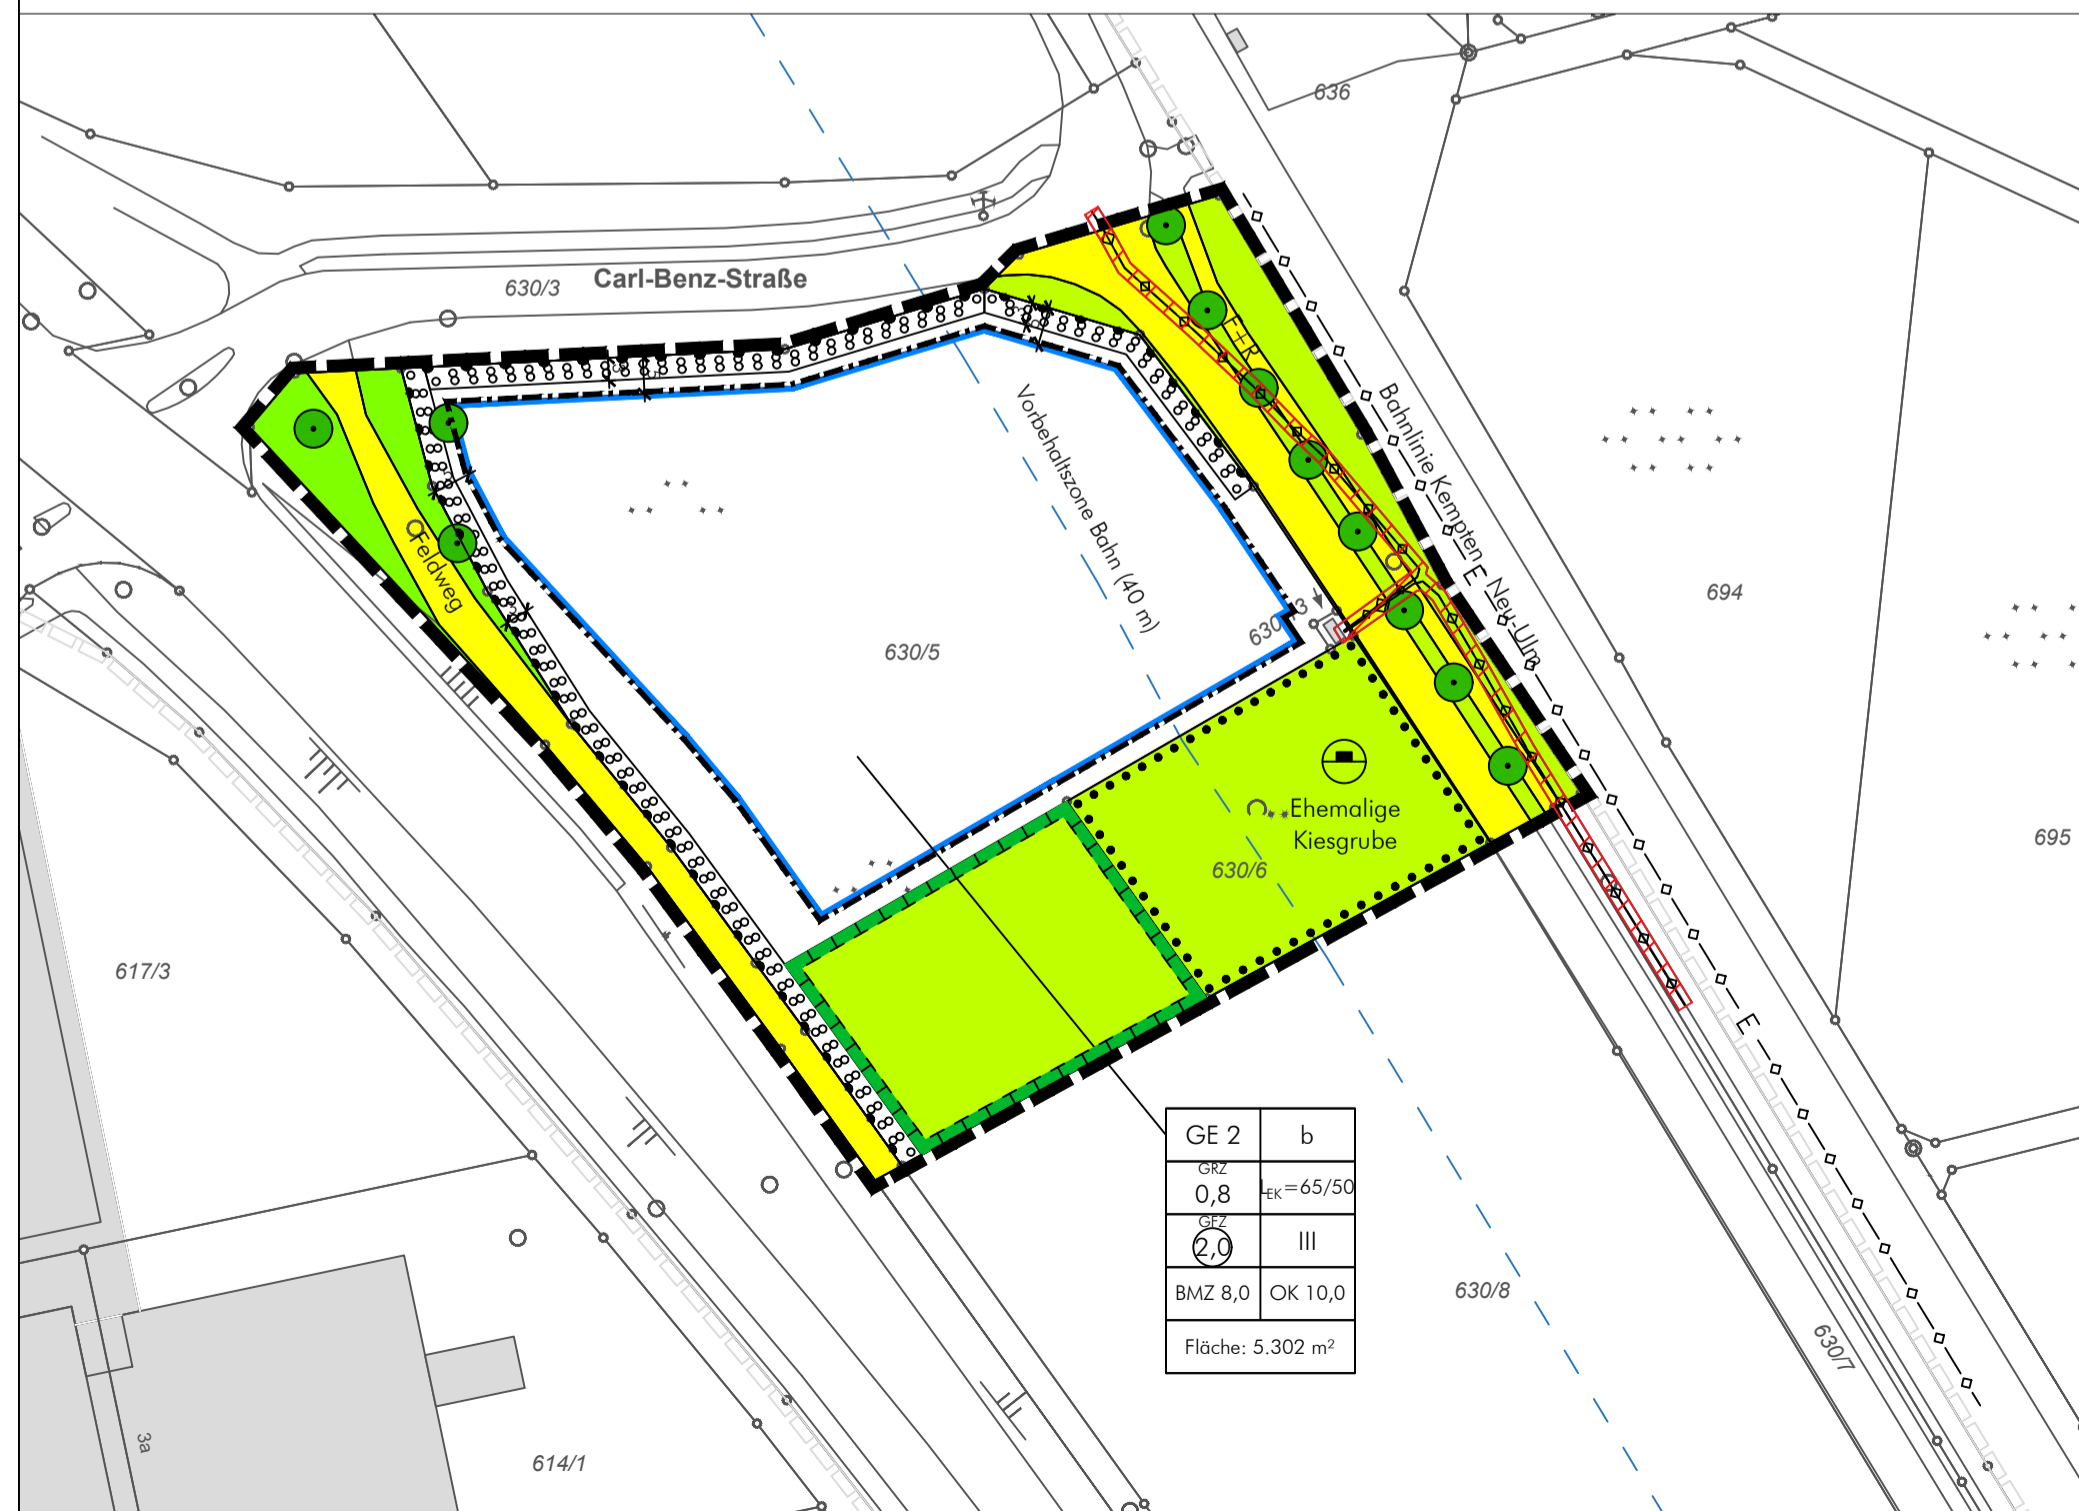 636
630/3
Carl-Benz-Straße
F+R
Bahnlinie Kempten - Neu-Ulm
Vorbehaltszone Bahn (40 m)
E
Feldweg
694
630/5
695
Ehemalige
Kiesgrube
630/6
617/3
E
GE 2
b
GRZ
0,8
LEK=65/50
GFZ
2,0
III
BMZ 8,0
OK 10,0
Fläche: 5.302 m²
630/8
630/7
3a
614/1